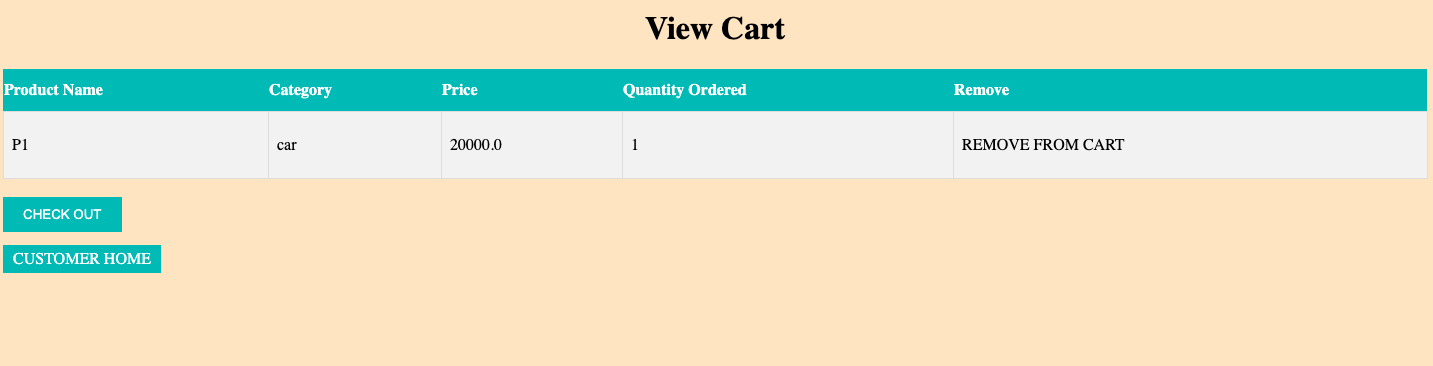 View Cart
Product Name Category Price Quantity Ordered Remove
P1 car 20000.0 1 REMOVE FROM CART
CHECK OUT
CUSTOMER HOME